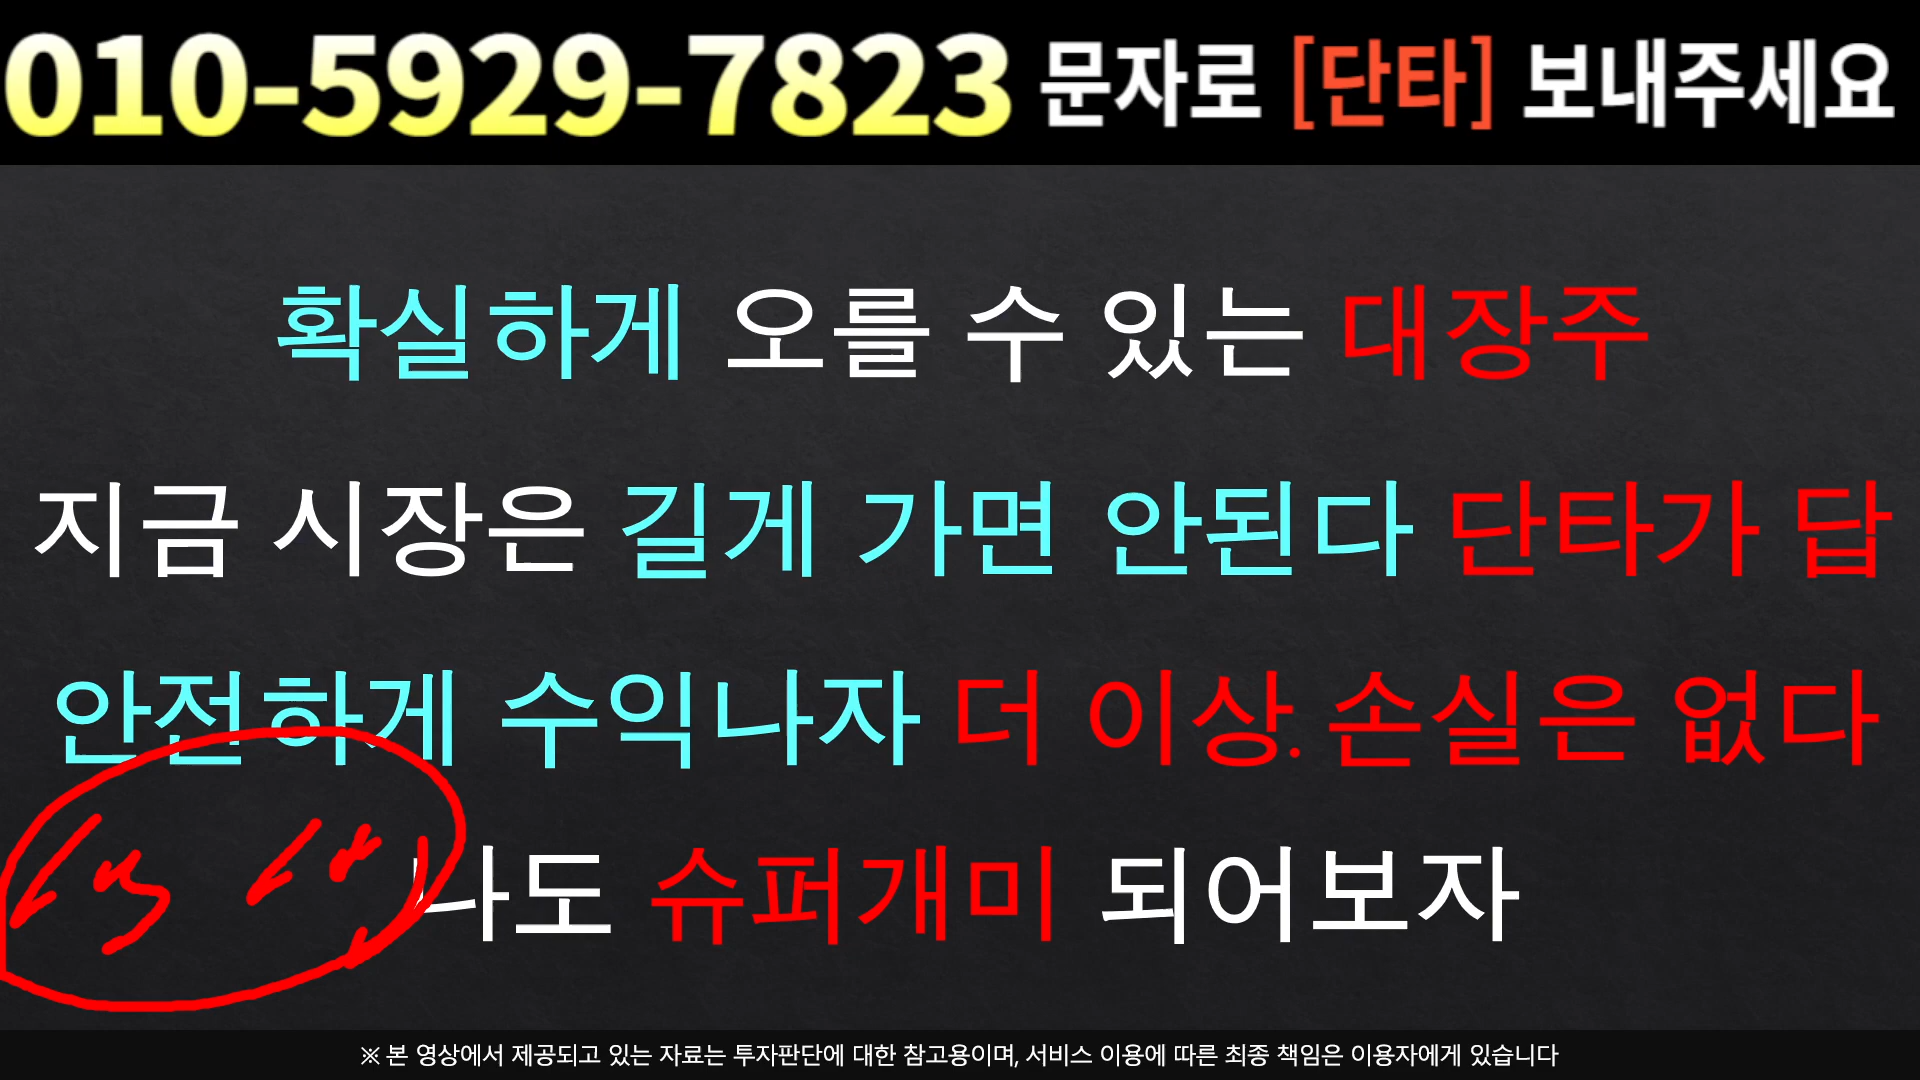 010-5929-7823 문자로 [단타] 보내주세요
확실하게 오를 수 있는 대장주
지금 시장은 길게 가면 안된다 단타가 답
안전하게 수익나자 더 이상. 손실은 없다
나도 슈퍼개미 되어보자
※ 본 영상에서 제공되고 있는 자료는 투자판단에 대한 참고용이며, 서비스 이용에 따른 최종 책임은 이용자에게 있습니다